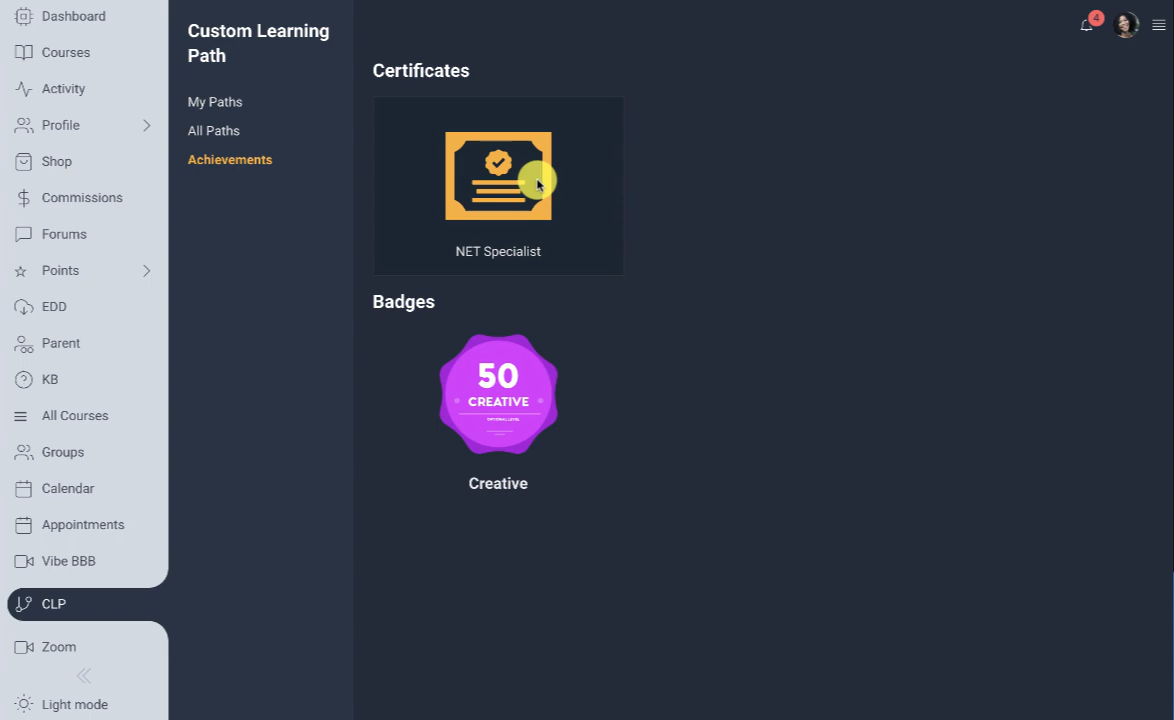 Dashboard
Courses
Activity
Profile
Shop
Commissions
Forums
Points
EDD
Parent
KB
All Courses
Groups
Calendar
Appointments
Vibe BBB
CLP
Zoom
Light mode
Custom Learning
Path
My Paths
All Paths
Achievements
4
Certificates
NET Specialist
Badges
50
CREATIVE
OPTIONAL LEVEL
Creative